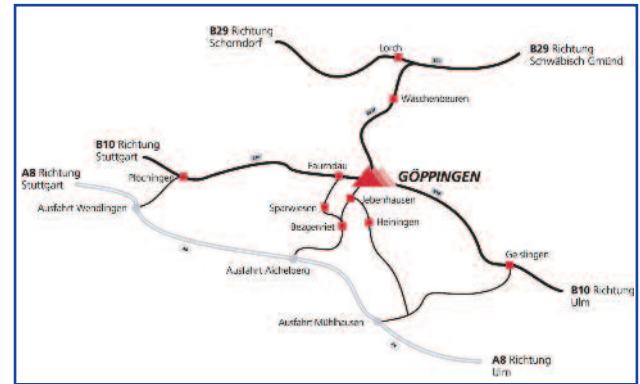 B29 Richtung
Schorndorf
Lorch
B29 Richtung
Schwäbisch Gmünd
Wäschenbeuren
B10 Richtung
Stuttgart
Faurndau
GÖPPINGEN
A8 Richtung
Stuttgart
Plochingen
Jebenhausen
Ausfahrt Wendlingen
Sparwiesen
Heiningen
Bezgenriet
Geislingen
Ausfahrt Aichelberg
B10 Richtung
Ulm
Ausfahrt Mühlhausen
A8 Richtung
Ulm